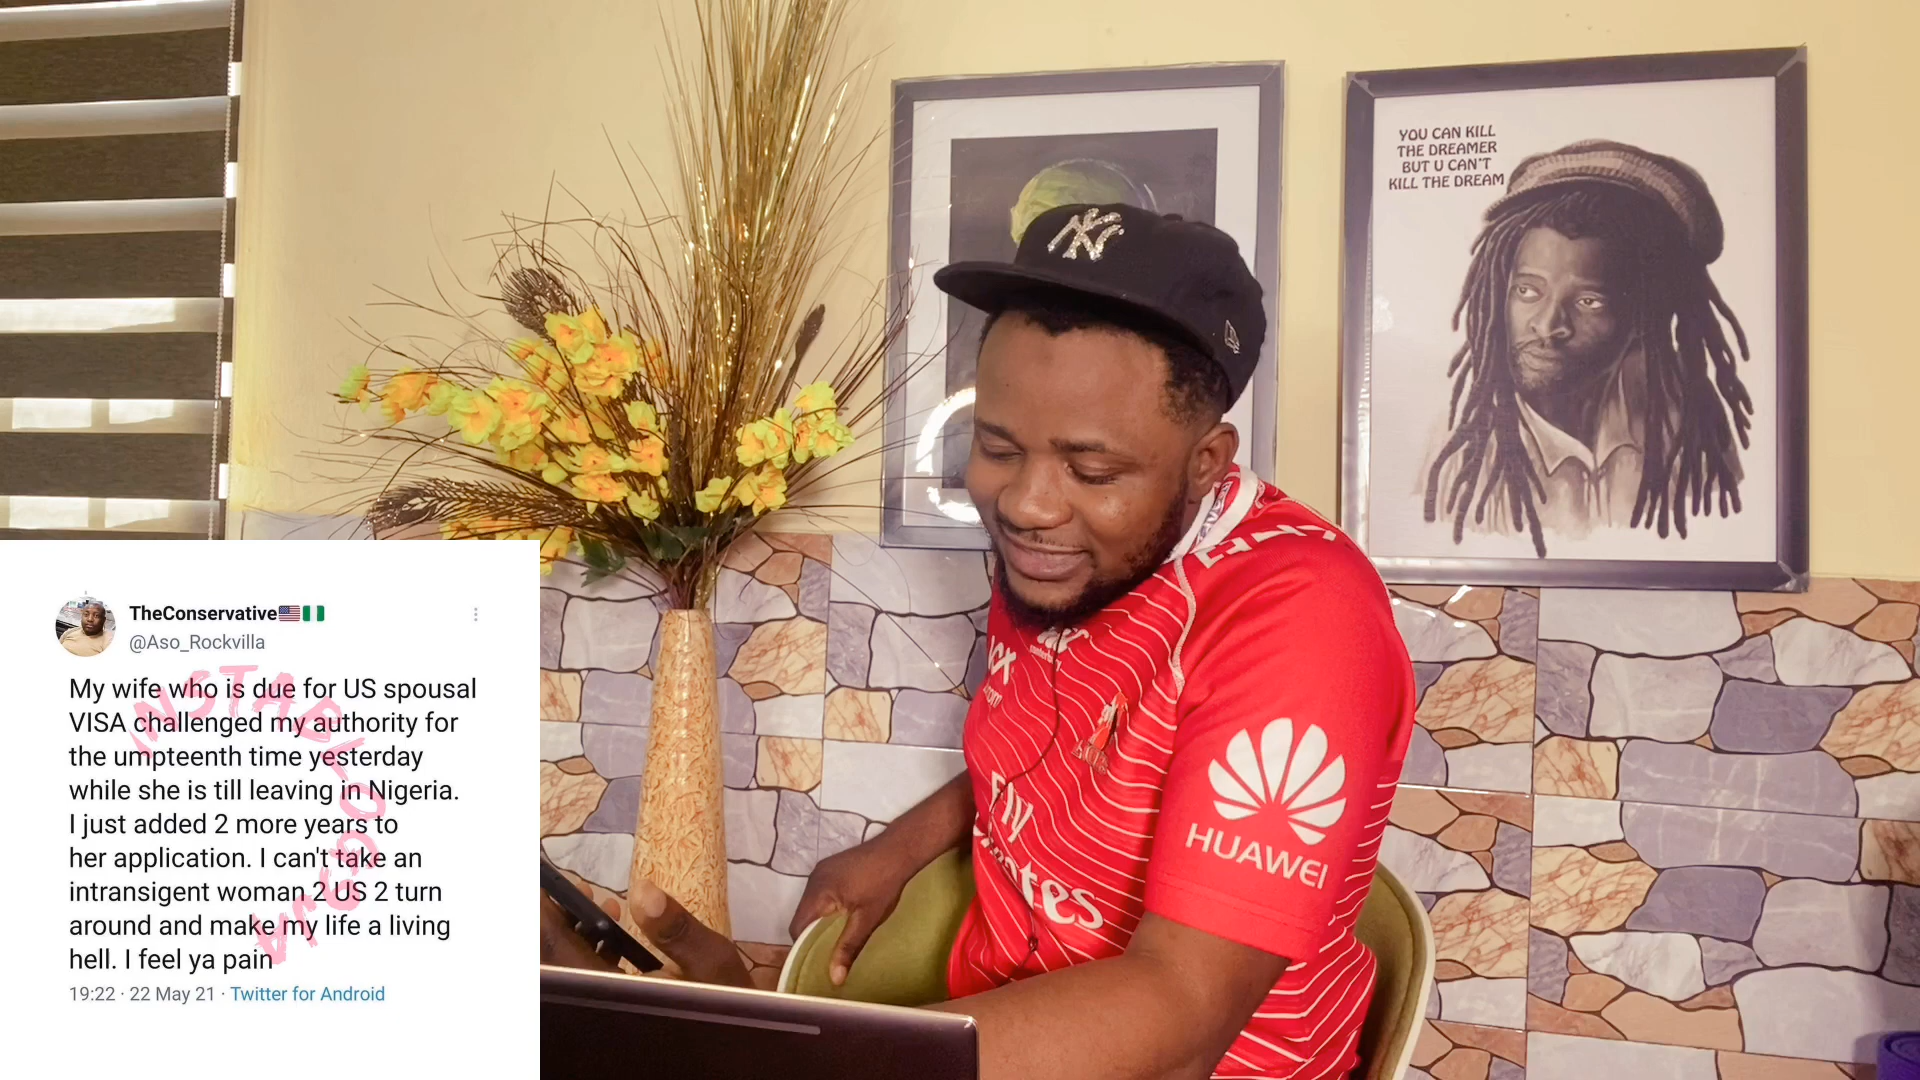 YOU CAN KILL
THE DREAMER
BUT U CAN'T
KILL THE DREAM
NY
HUAWEI
Fly
TheConservative🇺🇸🇳🇬
@Aso_Rockvilla
My wife who is due for US spousal
VISA challenged my authority for
the umpteenth time yesterday
while she is till leaving in Nigeria.
I just added 2 more years to
her application. I can't take an
intransigent woman 2 US 2 turn
around and make my life a living
hell. I feel ya pain
19:22 · 22 May 21 · Twitter for Android
INSTABLOG9JA